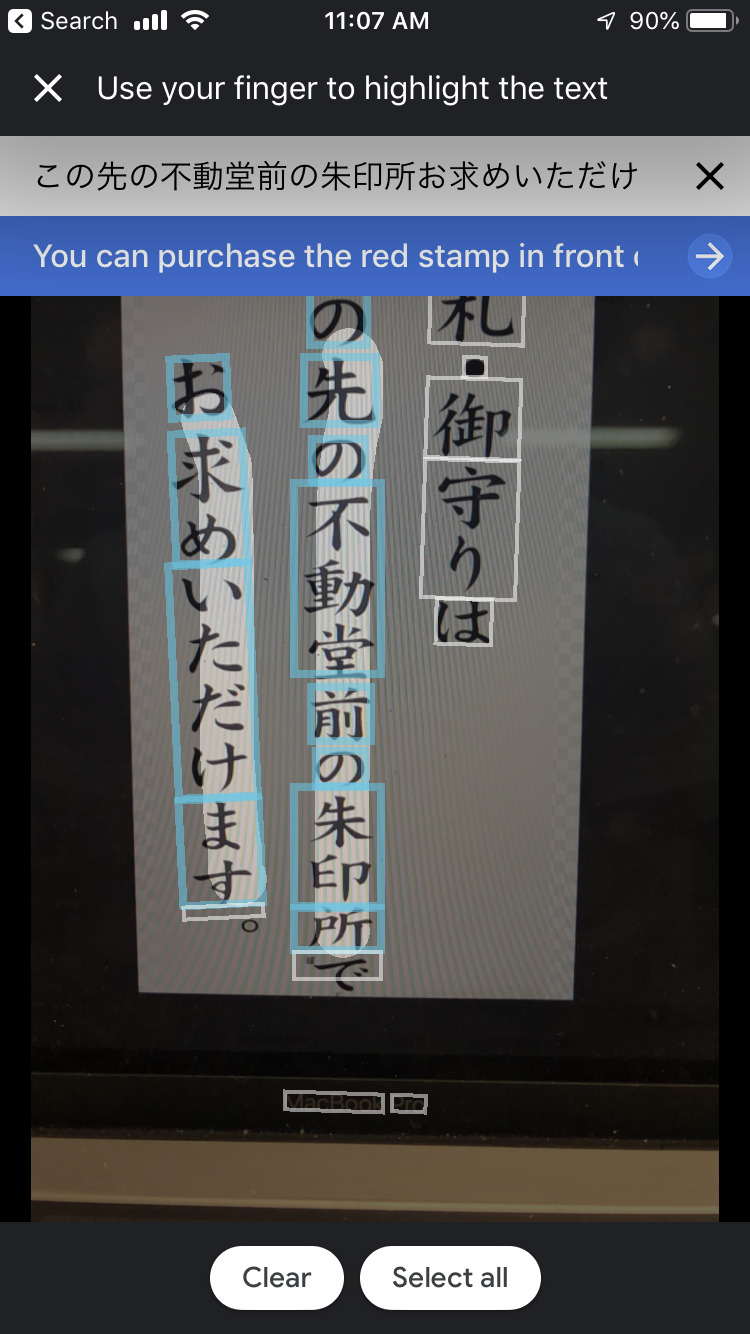 Search
11:07 AM
90%
Use your finger to highlight the text
この先の不動堂前の朱印所お求めいただけ
You can purchase the red stamp in front
札・御守りは
の先の不動堂前の朱印所で
お求めいただけます。
MacBook Pro
Clear
Select all